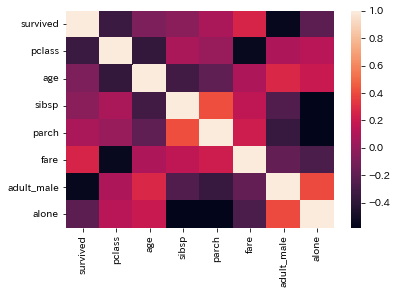 survived
pclass
age
sibsp
parch
fare
adult_male
alone
survived
pclass
age
sibsp
parch
fare
adult_male
alone
1.0
0.8
0.6
0.4
0.2
0.0
−0.2
−0.4